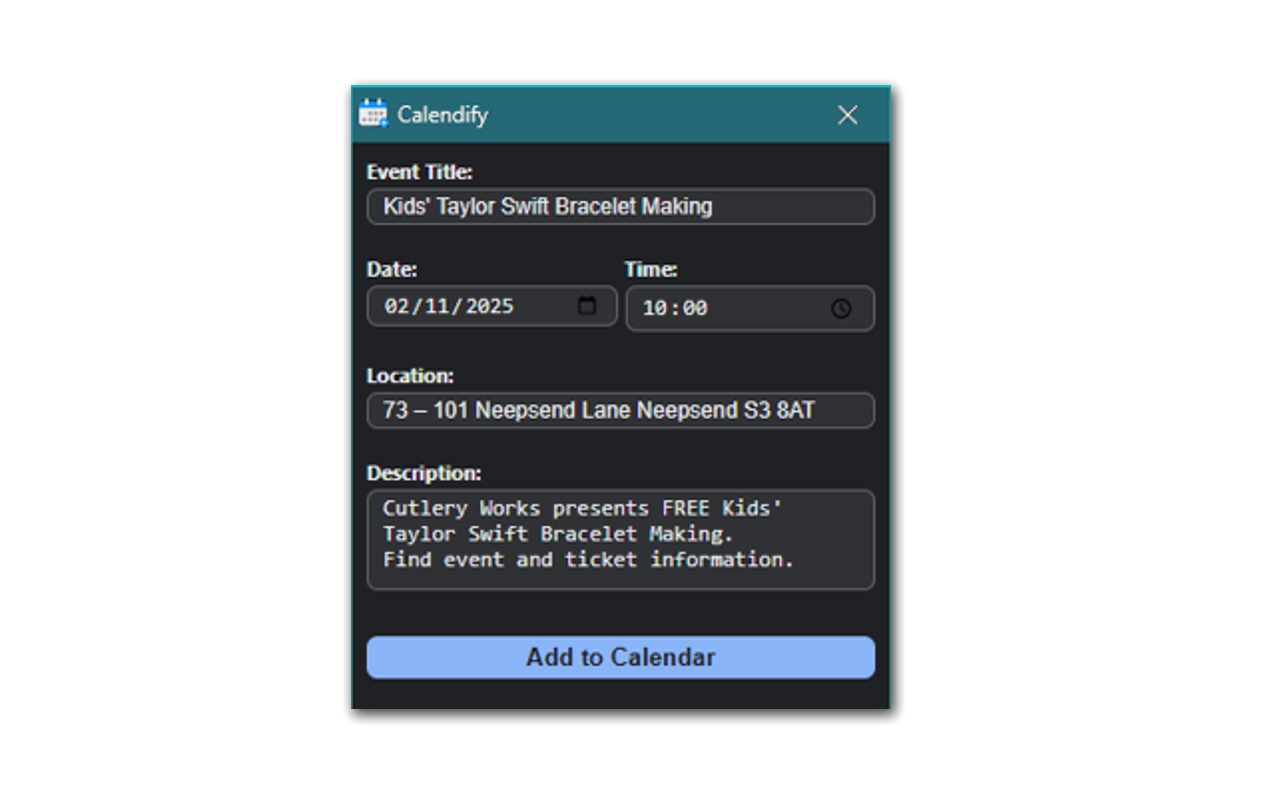 Calendify
Event Title:
Kids' Taylor Swift Bracelet Making
Date:
Time:
02/11/2025
10:00
Location:
73 – 101 Neepsend Lane Neepsend S3 8AT
Description:
Cutlery Works presents FREE Kids'
Taylor Swift Bracelet Making.
Find event and ticket information.
Add to Calendar